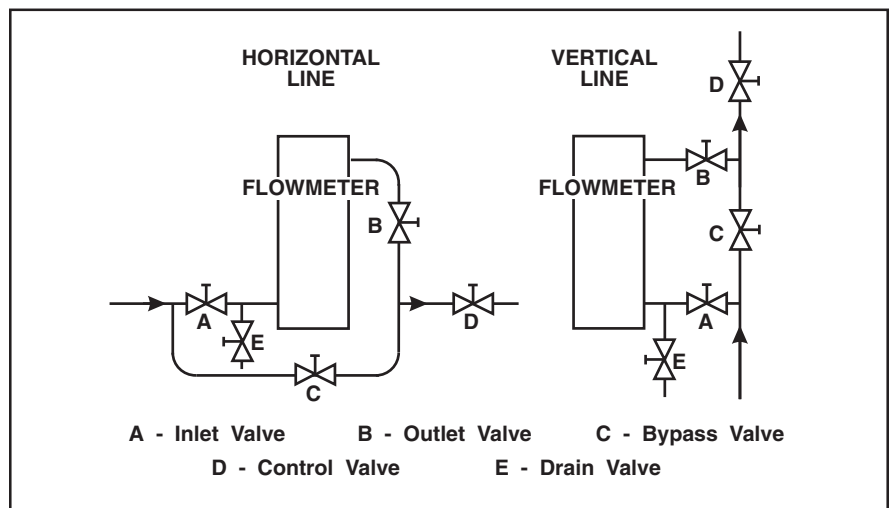 HORIZONTAL
LINE
FLOWMETER
B
A
E
C
D
VERTICAL
LINE
D
B
FLOWMETER
C
A
E
A - Inlet Valve B - Outlet Valve C - Bypass Valve
D - Control Valve E - Drain Valve